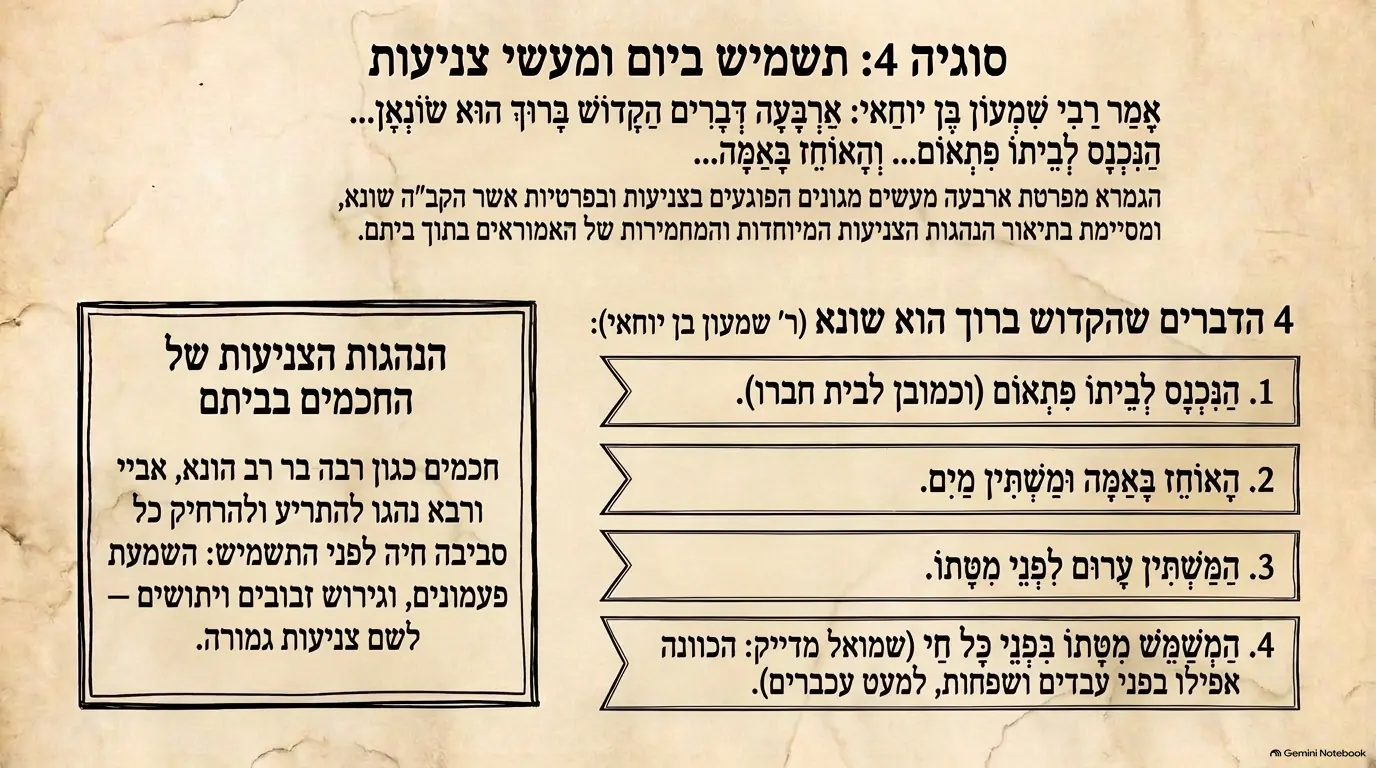 סוגיה 4: תשמיש ביום ומעשי צניעות
אָמַר רַבִּי שִׁמְעוֹן בֶּן יוחַאי: אַרְבָּעָה דְּבָרִים הַקָּדוֹשׁ בָּרוּךְ הוּא שׂוֹנְאָן...
הַנִּכְנָס לְבֵיתוֹ פִּתְאוֹם... וְהָאוֹחֵז בָּאַמָּה...
הגמרא מפרטת ארבעה מעשים מגונים הפוגעים בצניעות ובפרטיות אשר הקב"ה שונא,
ומסיימת בתיאור הנהגות הצניעות המיוחדות והמחמירות של האמוראים בתוך ביתם.
4 הדברים שהקדוש ברוך הוא שונא (ר' שמעון בן יוחאי):
1. הַנִּכְנָס לְבֵיתוֹ פִּתְאוֹם (וכמובן לבית חברו).
2. הָאוֹחֵז בָּאַמָּה וּמַשְׁתִּין מַיִם.
3. הַמַּשְׁתִּין עָרוּם לִפְנֵי מִטָּתוֹ.
4. הַמְשַׁמֵּשׁ מִטָּתוֹ בִּפְנֵי כָּל חַי (שמואל מדייק: הכוונה
אפילו בפני עבדים ושפחות, למעט עכברים).
הנהגות הצניעות של
החכמים בביתם
חכמים כגון רבה בר רב הונא, אביי
ורבא נהגו להתריע ולהרחיק כל
סביבה חיה לפני התשמיש: השמעת
פעמונים, וגירוש זבובים ויתושים –
לשם צניעות גמורה.
Gemini Notebook